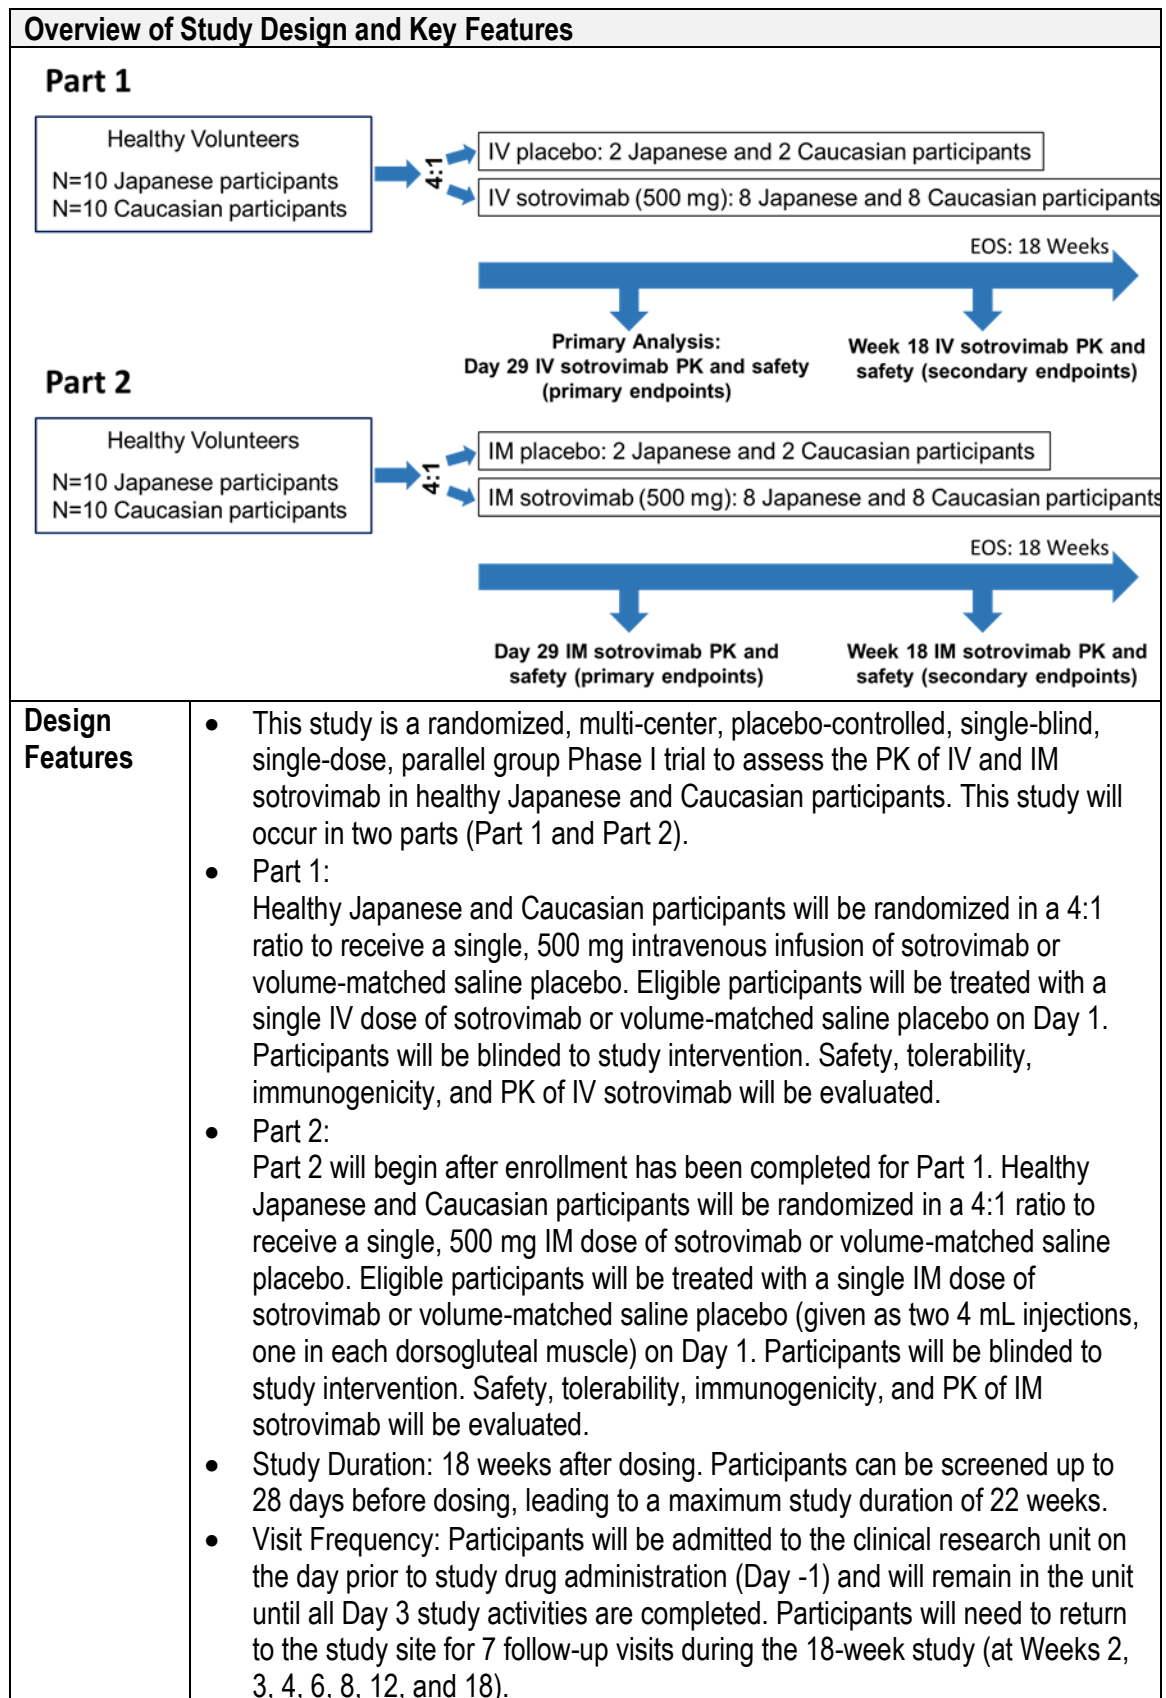 Overview of Study Design and Key Features
Part 1
Healthy Volunteers
N=10 Japanese participants
N=10 Caucasian participants
4:1
IV placebo: 2 Japanese and 2 Caucasian participants
IV sotrovimab (500 mg): 8 Japanese and 8 Caucasian participants
EOS: 18 Weeks
Primary Analysis:
Day 29 IV sotrovimab PK and safety
(primary endpoints)
Week 18 IV sotrovimab PK and
safety (secondary endpoints)
Part 2
Healthy Volunteers
N=10 Japanese participants
N=10 Caucasian participants
4:1
IM placebo: 2 Japanese and 2 Caucasian participants
IM sotrovimab (500 mg): 8 Japanese and 8 Caucasian participants
EOS: 18 Weeks
Day 29 IM sotrovimab PK and
safety (primary endpoints)
Week 18 IM sotrovimab PK and
safety (secondary endpoints)
Design
Features
• This study is a randomized, multi-center, placebo-controlled, single-blind,
single-dose, parallel group Phase I trial to assess the PK of IV and IM
sotrovimab in healthy Japanese and Caucasian participants. This study will
occur in two parts (Part 1 and Part 2).
• Part 1:
Healthy Japanese and Caucasian participants will be randomized in a 4:1
ratio to receive a single, 500 mg intravenous infusion of sotrovimab or
volume-matched saline placebo. Eligible participants will be treated with a
single IV dose of sotrovimab or volume-matched saline placebo on Day 1.
Participants will be blinded to study intervention. Safety, tolerability,
immunogenicity, and PK of IV sotrovimab will be evaluated.
• Part 2:
Part 2 will begin after enrollment has been completed for Part 1. Healthy
Japanese and Caucasian participants will be randomized in a 4:1 ratio to
receive a single, 500 mg IM dose of sotrovimab or volume-matched saline
placebo. Eligible participants will be treated with a single IM dose of
sotrovimab or volume-matched saline placebo (given as two 4 mL injections,
one in each dorsogluteal muscle) on Day 1. Participants will be blinded to
study intervention. Safety, tolerability, immunogenicity, and PK of IM
sotrovimab will be evaluated.
• Study Duration: 18 weeks after dosing. Participants can be screened up to
28 days before dosing, leading to a maximum study duration of 22 weeks.
• Visit Frequency: Participants will be admitted to the clinical research unit on
the day prior to study drug administration (Day -1) and will remain in the unit
until all Day 3 study activities are completed. Participants will need to return
to the study site for 7 follow-up visits during the 18-week study (at Weeks 2,
3, 4, 6, 8, 12, and 18).